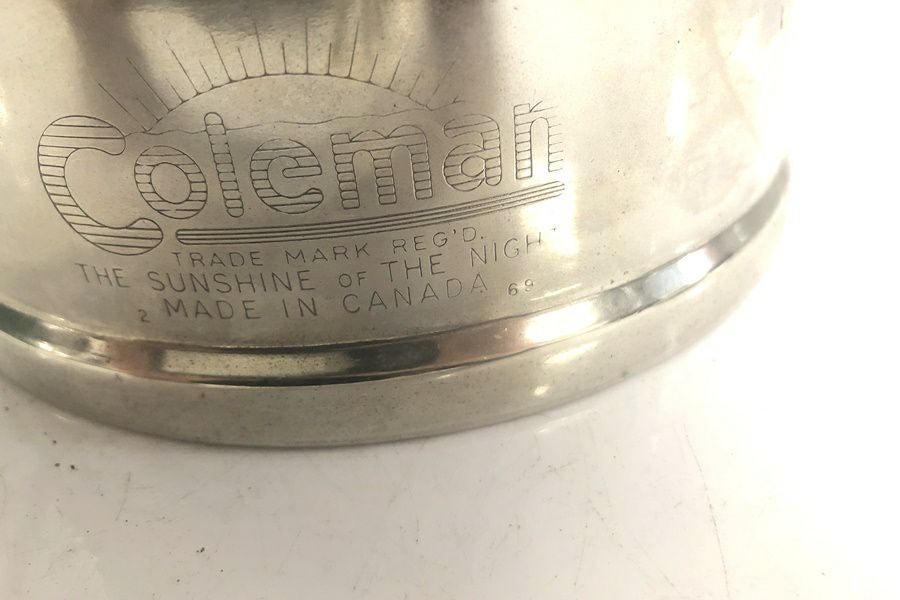 Coleman
TRADE MARK REG'D.
THE SUNSHINE OF THE NIGHT
2 MADE IN CANADA 69